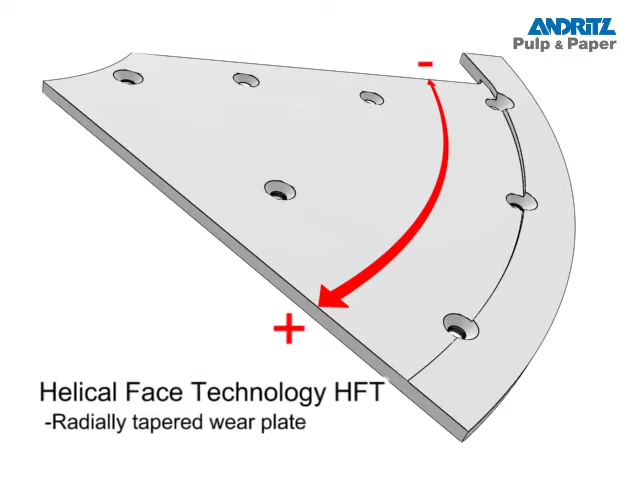 ANDRITZ
Pulp & Paper
-
+
Helical Face Technology HFT
-Radially tapered wear plate